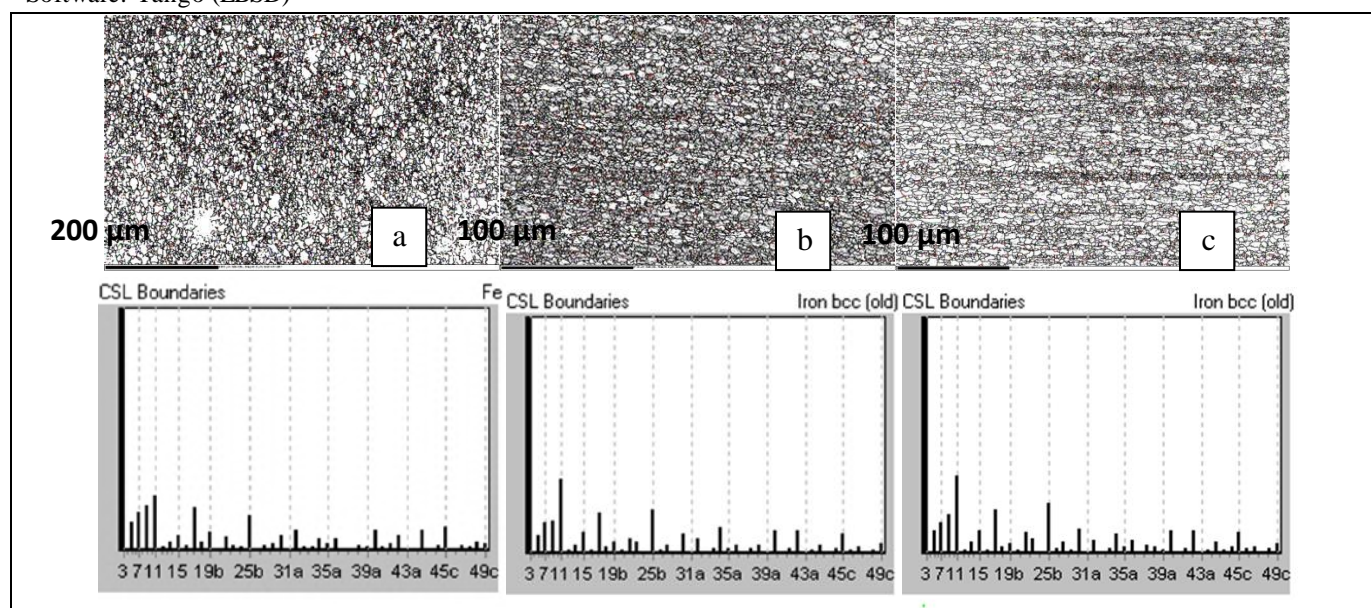 Software: Tango (EBSD)
200 µm a 100 µm b 100 µm c
CSL Boundaries Fe CSL Boundaries Iron bcc (old) CSL Boundaries Iron bcc (old)
3 7 11 15 19b 25b 31a 35a 39a 43a 45c 49c 3 7 11 15 19b 25b 31a 35a 39a 43a 45c 49c 3 7 11 15 19b 25b 31a 35a 39a 43a 45c 49c